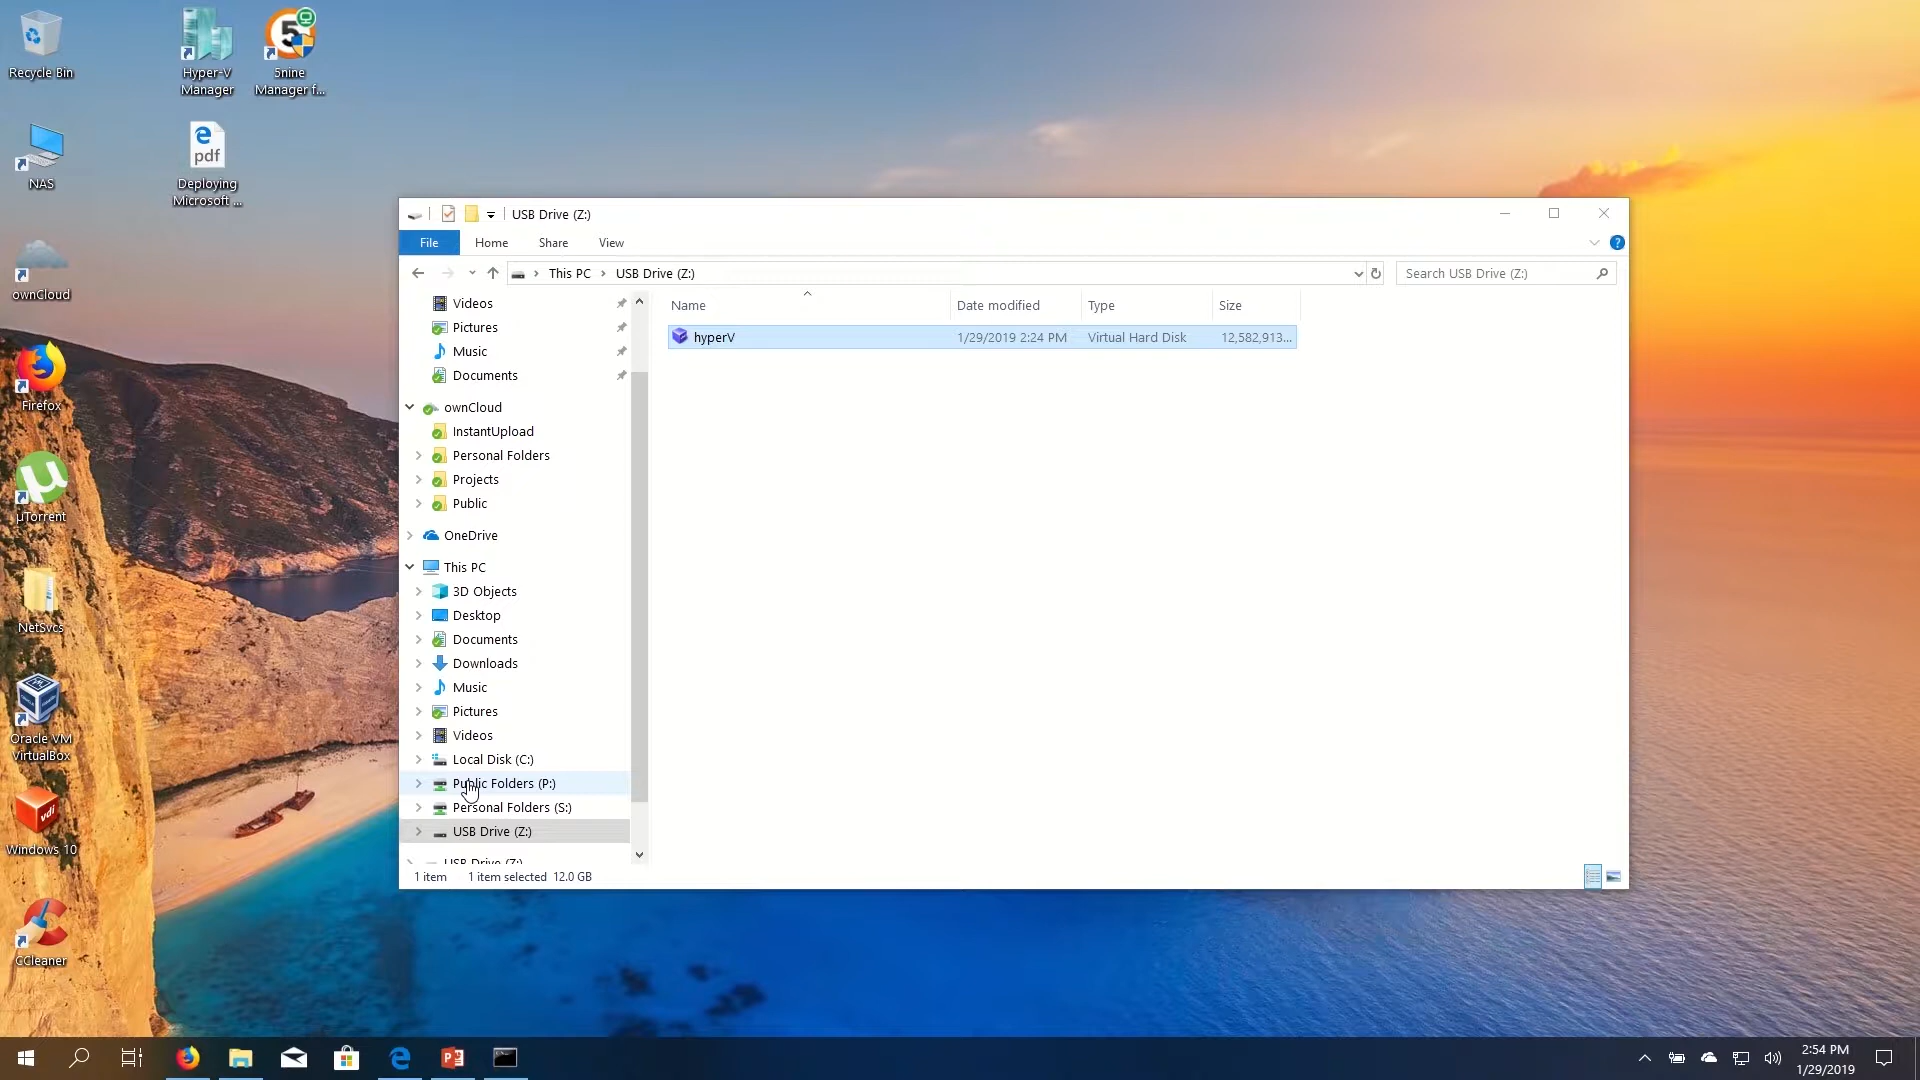 Recycle Bin
Hyper-V
Manager
5nine
Manager f...
5
NAS
pdf
Deploying
Microsoft ...
ownCloud
Firefox
µTorrent
NetSvcs
Oracle VM
VirtualBox
vdi
Windows 10
CCleaner
USB Drive (Z:)
File
Home
Share
View
This PC
USB Drive (Z:)
Search USB Drive (Z:)
Name
Date modified
Type
Size
hyperV
1/29/2019 2:24 PM
Virtual Hard Disk
12,582,913...
Videos
Pictures
Music
Documents
ownCloud
InstantUpload
Personal Folders
Projects
Public
OneDrive
This PC
3D Objects
Desktop
Documents
Downloads
Music
Pictures
Videos
Local Disk (C:)
Public Folders (P:)
Personal Folders (S:)
USB Drive (Z:)
USB Drive (Z:)
1 item
1 item selected 12.0 GB
2:54 PM
1/29/2019